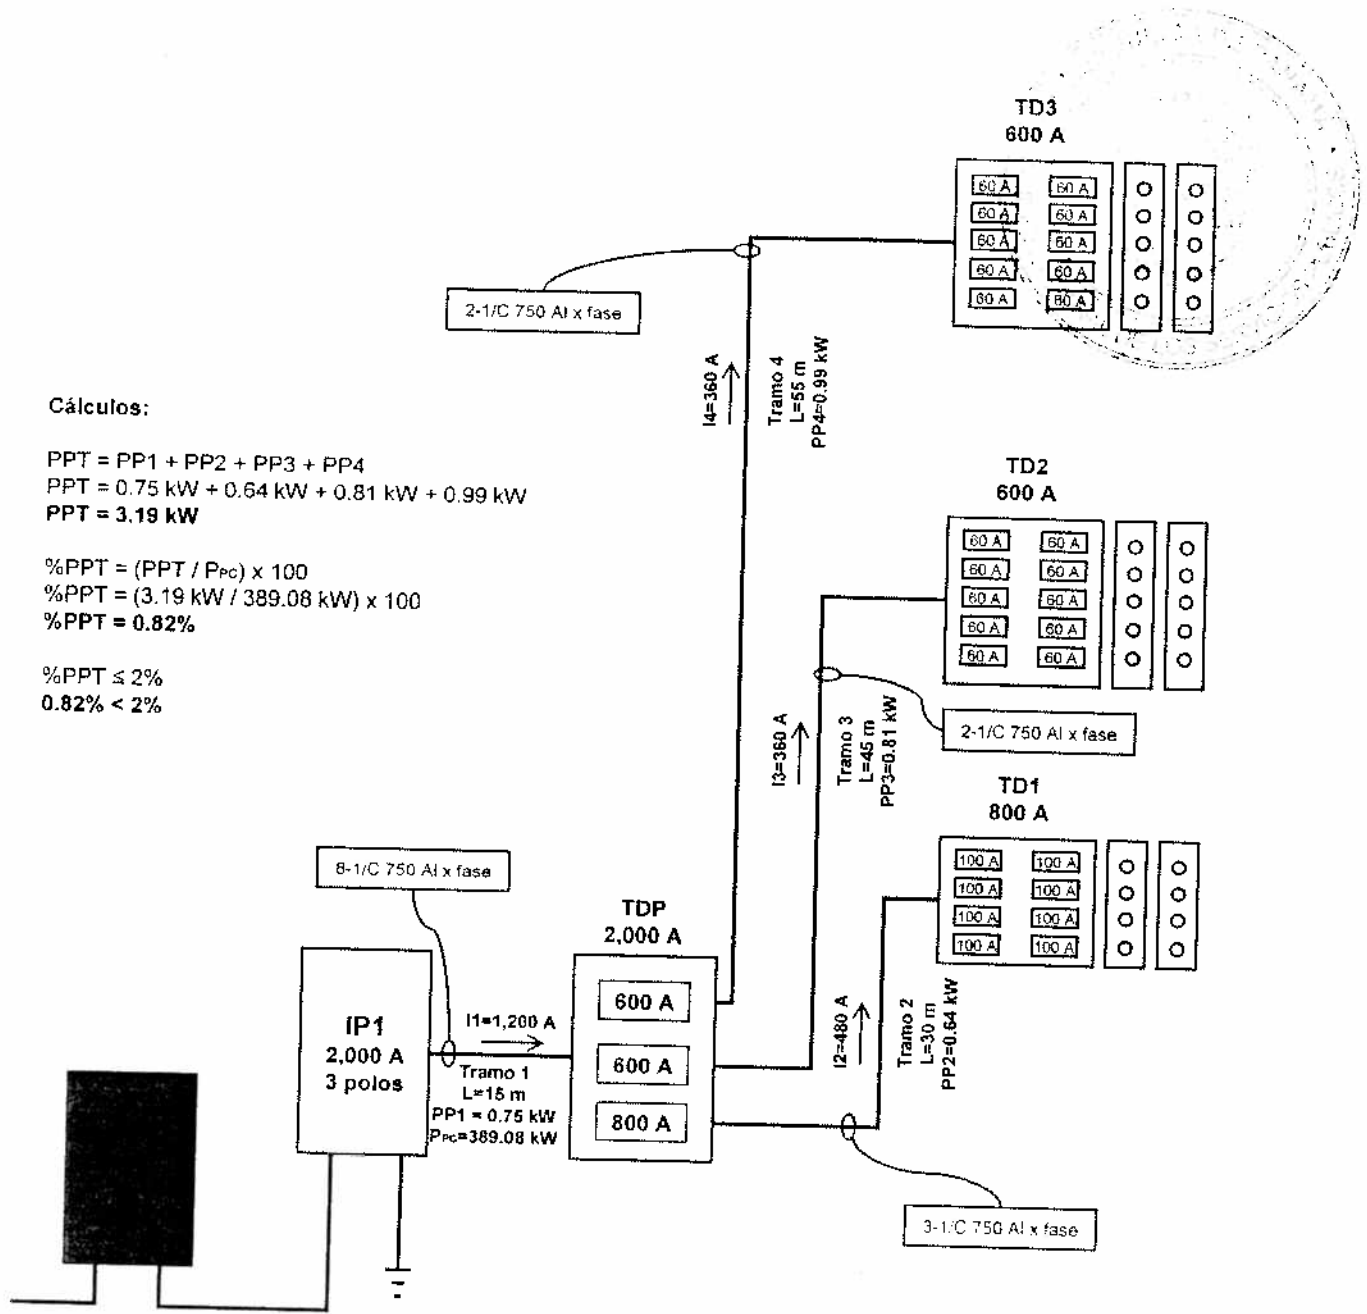 TD3
600 A
60 A 60 A
60 A 60 A
60 A 60 A
60 A 60 A
60 A 60 A
2-1/C 750 Al x fase
I4=360 A
Tramo 4
L=55 m
PP4=0.99 kW
Cálculos:
PPT = PP1 + PP2 + PP3 + PP4
PPT = 0.75 kW + 0.64 kW + 0.81 kW + 0.99 kW
PPT = 3.19 kW
%PPT = (PPT / PPC) x 100
%PPT = (3.19 kW / 389.08 kW) x 100
%PPT = 0.82%
%PPT ≤ 2%
0.82% < 2%
TD2
600 A
60 A 60 A
60 A 60 A
60 A 60 A
60 A 60 A
60 A 60 A
I3=360 A
Tramo 3
L=45 m
PP3=0.81 kW
2-1/C 750 Al x fase
TD1
800 A
100 A 100 A
100 A 100 A
100 A 100 A
100 A 100 A
8-1/C 750 Al x fase
TDP
2,000 A
600 A
600 A
800 A
IP1
2,000 A
3 polos
I1=1,200 A
Tramo 1
L=15 m
PP1 = 0.75 kW
PPC=389.08 kW
I2=480 A
Tramo 2
L=30 m
PP2=0.64 kW
3-1/C 750 Al x fase